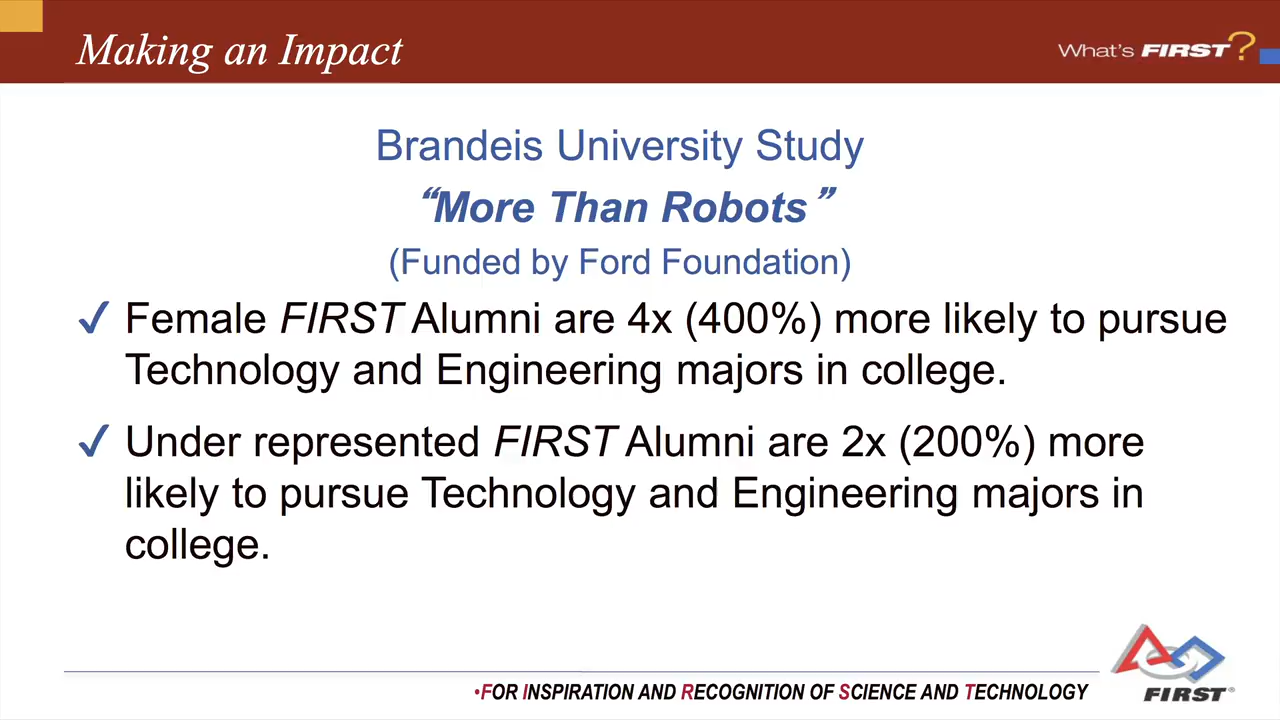 Making an Impact
What's FIRST?
Brandeis University Study
“More Than Robots”
(Funded by Ford Foundation)
✓ Female FIRST Alumni are 4x (400%) more likely to pursue
Technology and Engineering majors in college.
✓ Under represented FIRST Alumni are 2x (200%) more
likely to pursue Technology and Engineering majors in
college.
•FOR INSPIRATION AND RECOGNITION OF SCIENCE AND TECHNOLOGY
FIRST®